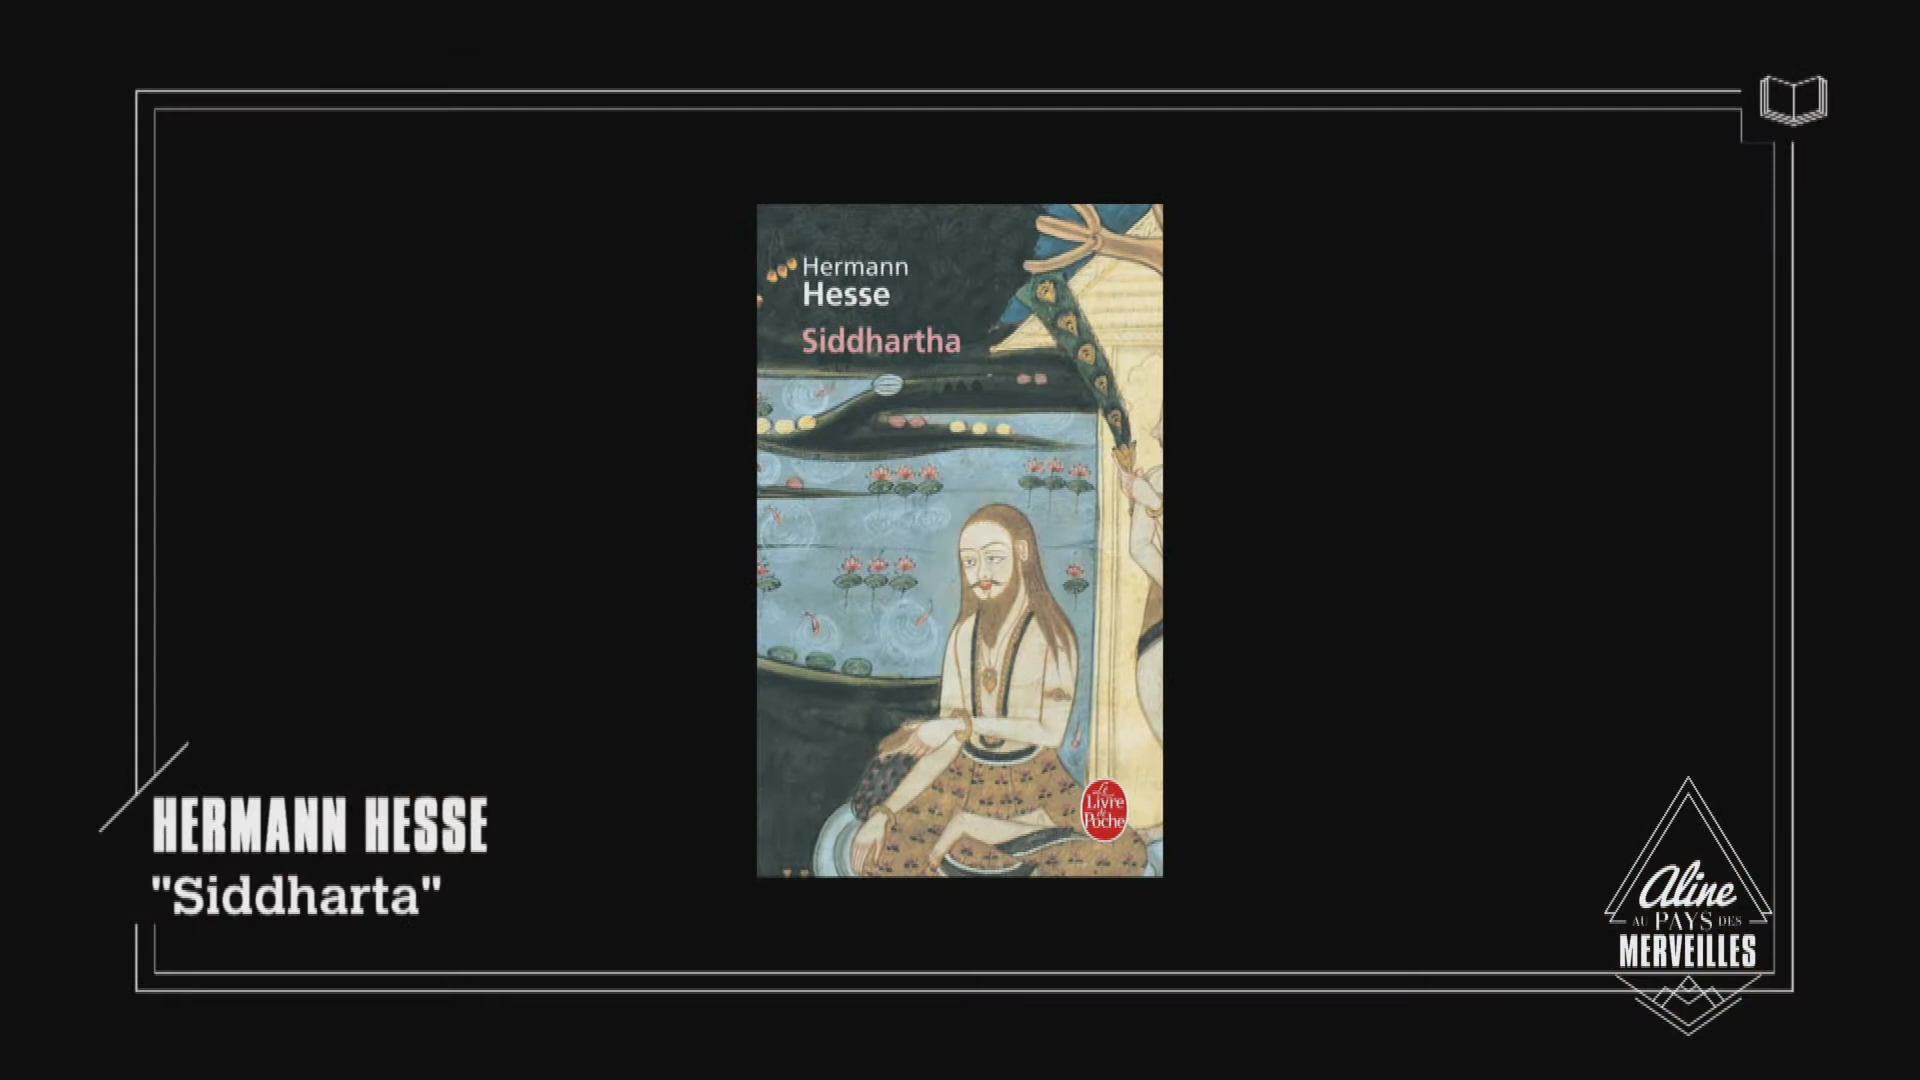 Hermann
Hesse
Siddhartha
Le
Livre
de
Poche
HERMANN HESSE
"Siddharta"
Aline
AU PAYS DES
MERVEILLES